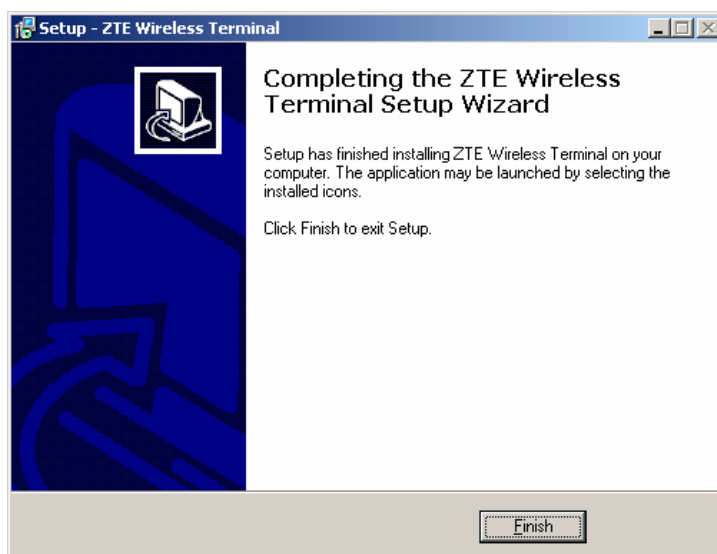 Setup - ZTE Wireless Terminal
Completing the ZTE Wireless
Terminal Setup Wizard
Setup has finished installing ZTE Wireless Terminal on your
computer. The application may be launched by selecting the
installed icons.
Click Finish to exit Setup.
Finish